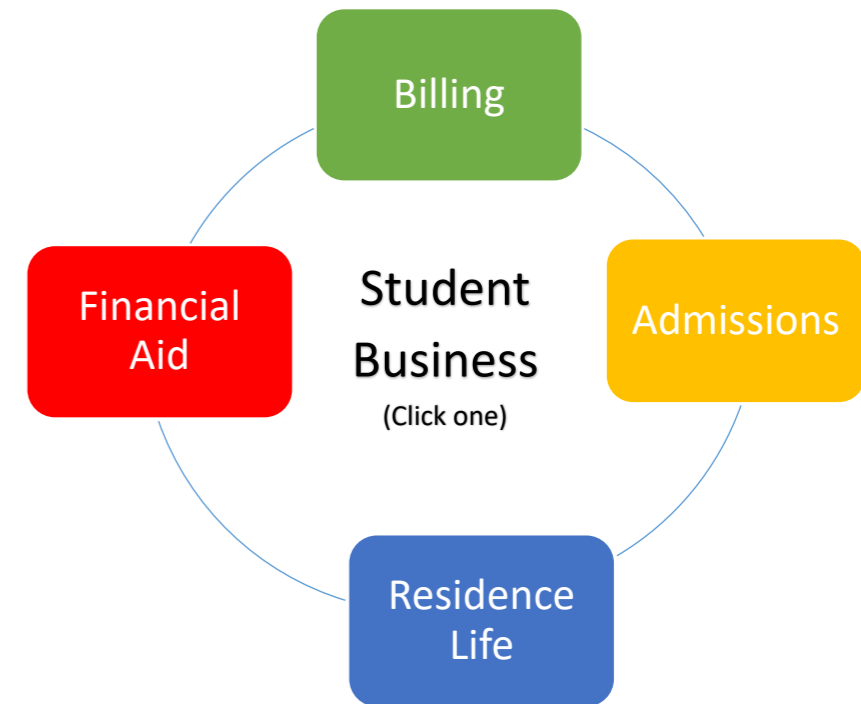 Billing
Financial
Aid
Student
Business
(Click one)
Admissions
Residence
Life